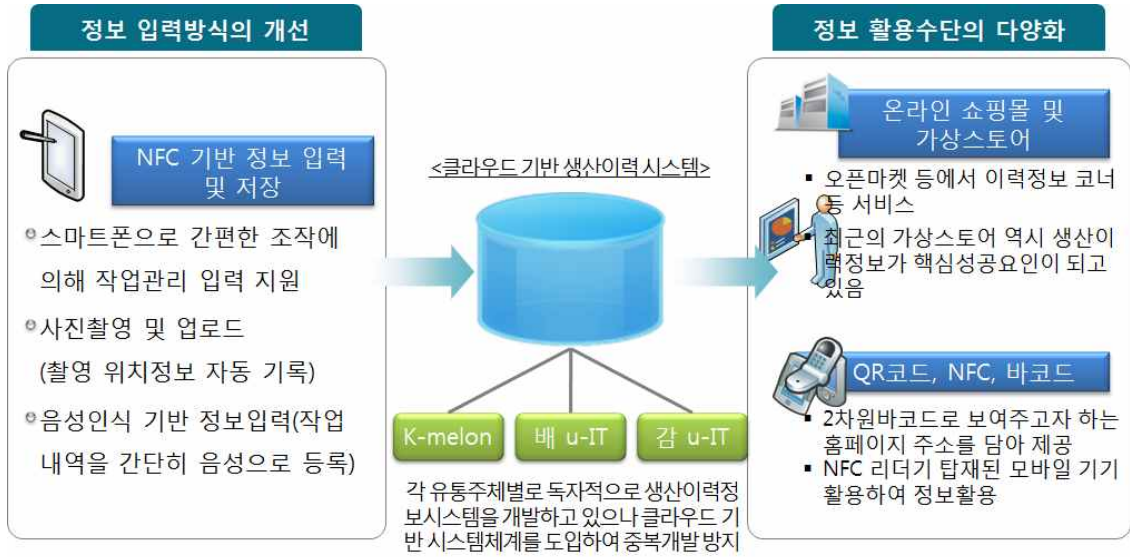 정보 입력방식의 개선
NFC 기반 정보 입력
및 저장
스마트폰으로 간편한 조작에
의해 작업관리 입력 지원
사진촬영 및 업로드
(촬영 위치정보 자동 기록)
음성인식 기반 정보입력(작업
내역을 간단히 음성으로 등록)
<클라우드 기반 생산이력 시스템>
K-melon
배 u-IT
감 u-IT
각 유통주체별로 독자적으로 생산이력정
보시스템을 개발하고 있으나 클라우드 기
반 시스템체계를 도입하여 중복개발 방지
정보 활용수단의 다양화
온라인 쇼핑몰 및
가상스토어
오픈마켓 등에서 이력정보 코너
등 서비스
최근의 가상스토어 역시 생산이
력정보가 핵심성공요인이 되고
있음
QR코드, NFC, 바코드
2차원바코드로 보여주고자 하는
홈페이지 주소를 담아 제공
NFC 리더기 탑재된 모바일 기기
활용하여 정보활용